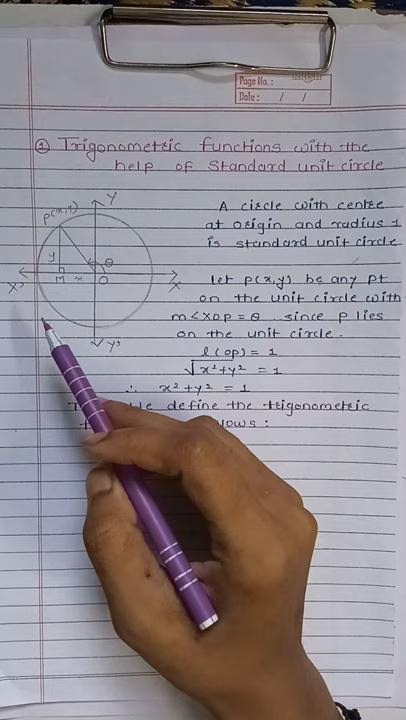 Page No. :
Date : / /
① Trigonometric functions with the
help of Standard unit circle
Y
P(x,y)
y
θ
X'
M
x
O
X
Y'
A circle with centre
at origin and radius 1
is standard unit circle
let p(x,y) be any pt
on the unit circle with
m<XOP = θ. since P lies
on the unit circle.
l(OP) = 1
√x²+y² = 1
∴ x²+y² = 1
define the trigonometric